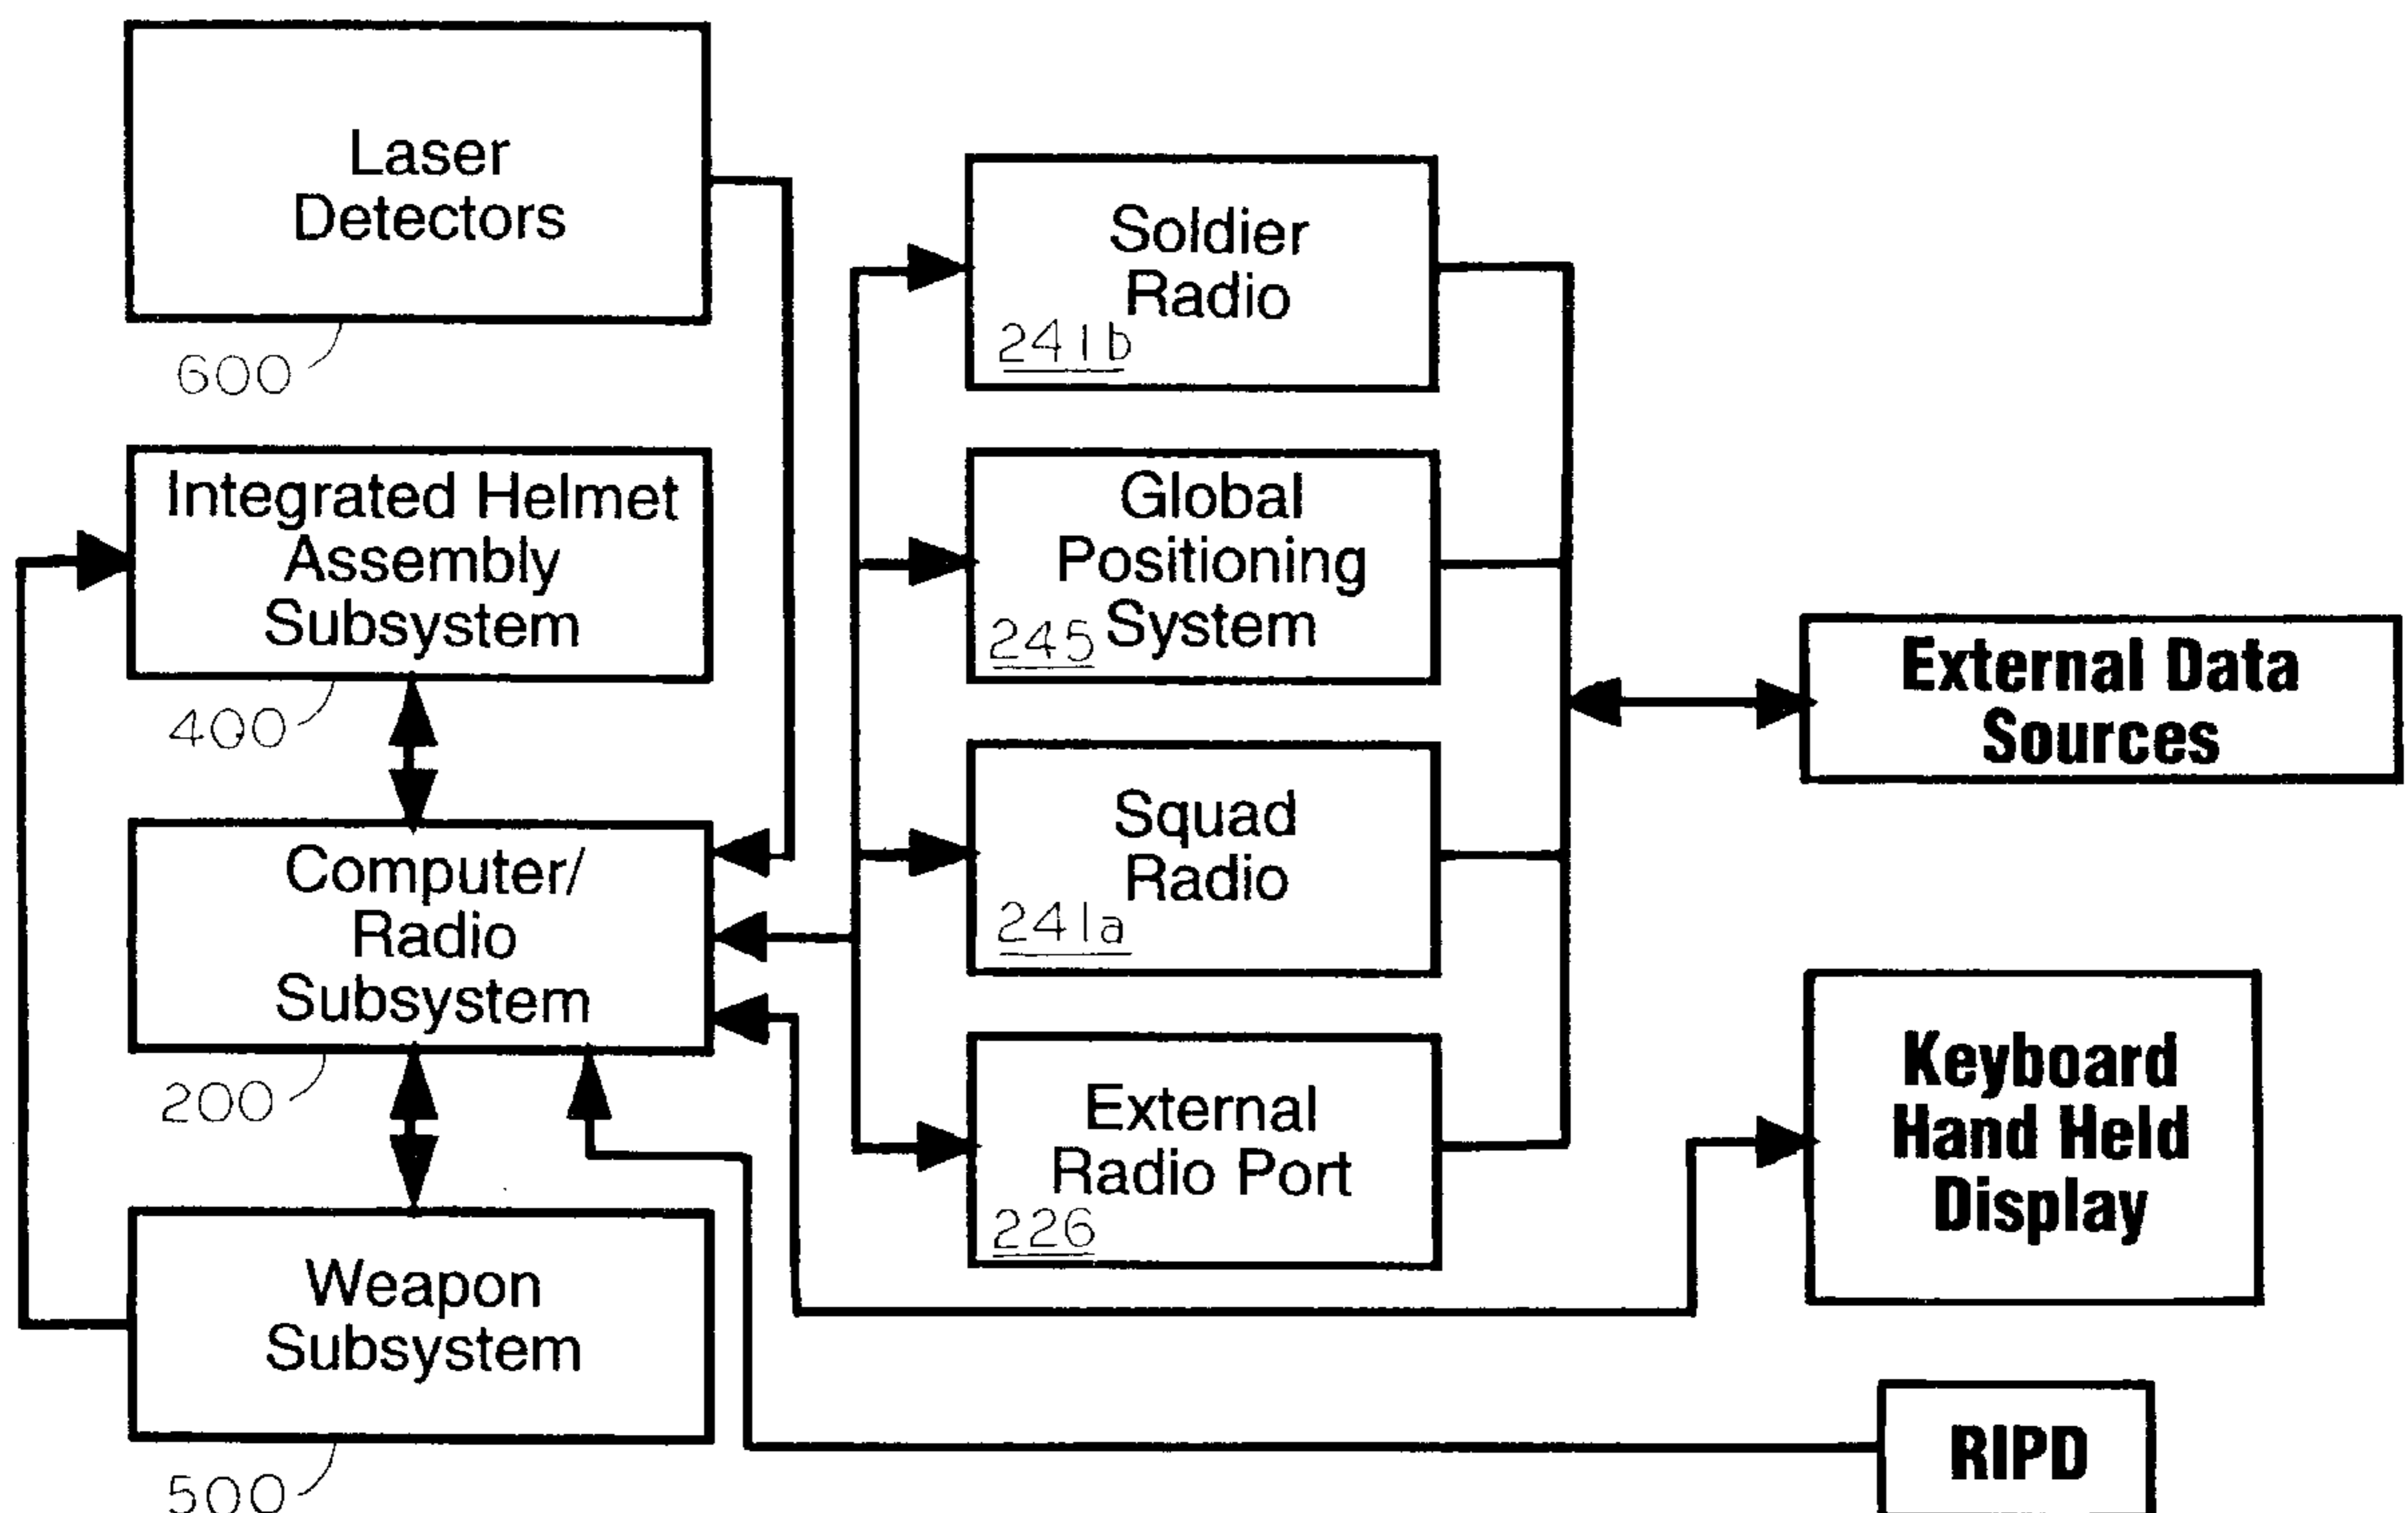 Laser
Detectors
600
Integrated Helmet
Assembly
Subsystem
400
Computer/
Radio
Subsystem
200
Weapon
Subsystem
500
Soldier
Radio
241b
Global
Positioning
System
245
Squad
Radio
241a
External
Radio Port
226
External Data
Sources
Keyboard
Hand Held
Display
RIPD